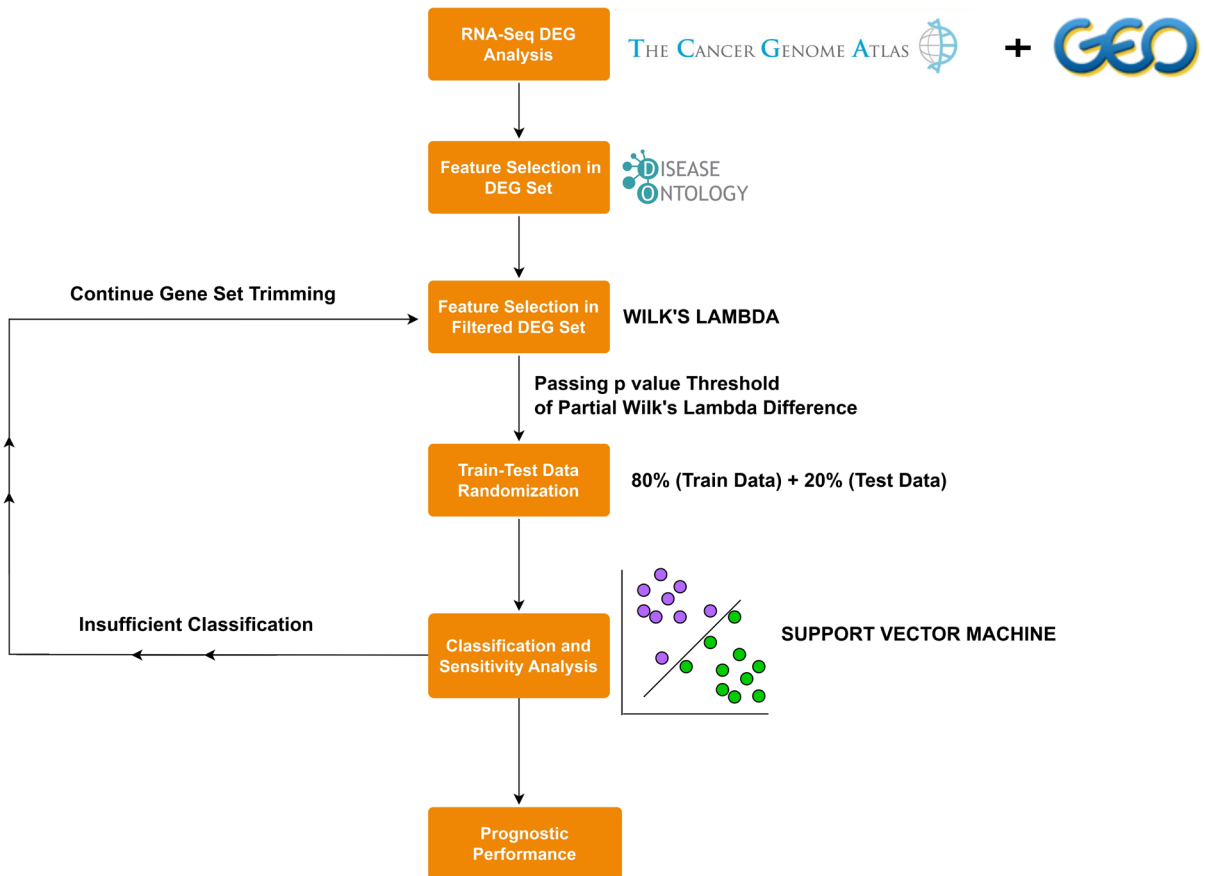 RNA-Seq DEG
Analysis
THE CANCER GENOME ATLAS
+
GEO
Feature Selection in
DEG Set
DISEASE
ONTOLOGY
Continue Gene Set Trimming
Feature Selection in
Filtered DEG Set
WILK'S LAMBDA
Passing p value Threshold
of Partial Wilk's Lambda Difference
Train-Test Data
Randomization
80% (Train Data) + 20% (Test Data)
Insufficient Classification
Classification and
Sensitivity Analysis
SUPPORT VECTOR MACHINE
Prognostic
Performance